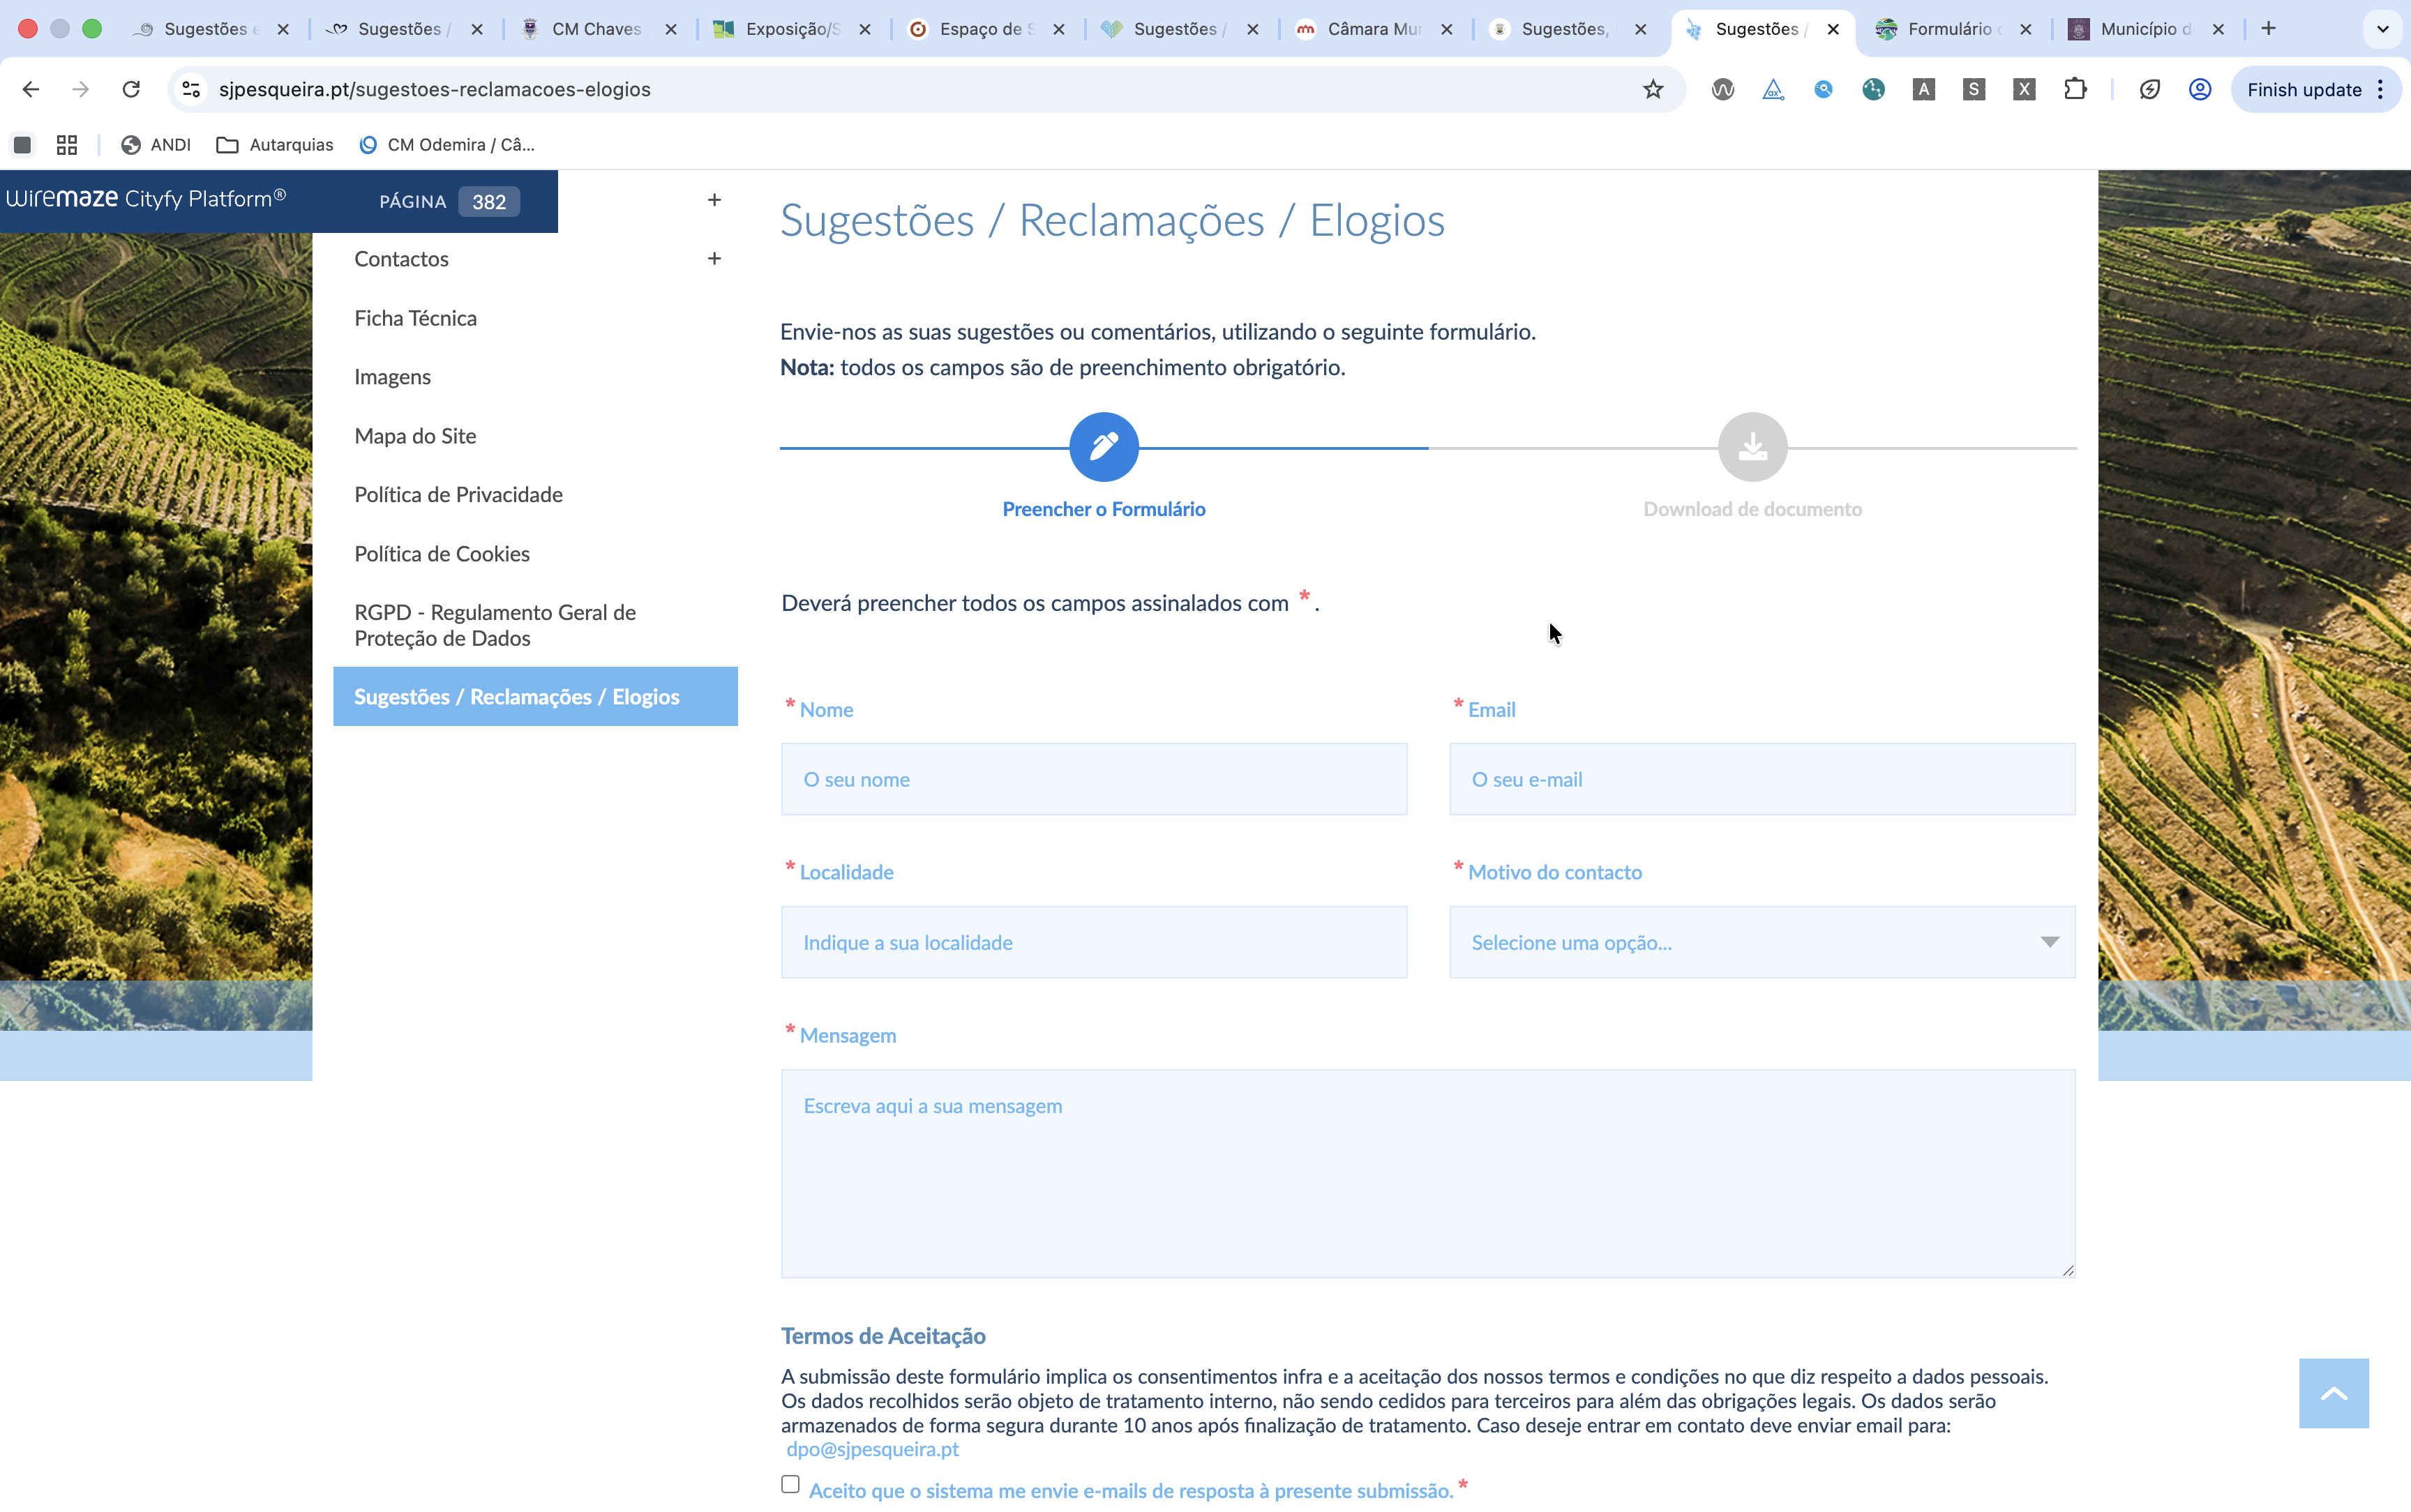 Sugestões e
Sugestões /
CM Chaves
Exposição/S
Espaço de S
Sugestões /
Câmara Mun
Sugestões,
Sugestões /
Formulário d
Município de
sjpesqueira.pt/sugestoes-reclamacoes-elogios
A
S
X
Finish update
ANDI
Autarquias
CM Odemira / Câ...
wiremaze Cityfy Platform®
PÁGINA 382
+
Contactos +
Ficha Técnica
Imagens
Mapa do Site
Política de Privacidade
Política de Cookies
RGPD - Regulamento Geral de
Proteção de Dados
Sugestões / Reclamações / Elogios
Sugestões / Reclamações / Elogios
Envie-nos as suas sugestões ou comentários, utilizando o seguinte formulário.
Nota: todos os campos são de preenchimento obrigatório.
Preencher o Formulário
Download de documento
Deverá preencher todos os campos assinalados com * .
* Nome
O seu nome
* Email
O seu e-mail
* Localidade
Indique a sua localidade
* Motivo do contacto
Selecione uma opção...
* Mensagem
Escreva aqui a sua mensagem
Termos de Aceitação
A submissão deste formulário implica os consentimentos infra e a aceitação dos nossos termos e condições no que diz respeito a dados pessoais.
Os dados recolhidos serão objeto de tratamento interno, não sendo cedidos para terceiros para além das obrigações legais. Os dados serão
armazenados de forma segura durante 10 anos após finalização de tratamento. Caso deseje entrar em contato deve enviar email para:
dpo@sjpesqueira.pt
Aceito que o sistema me envie e-mails de resposta à presente submissão. *